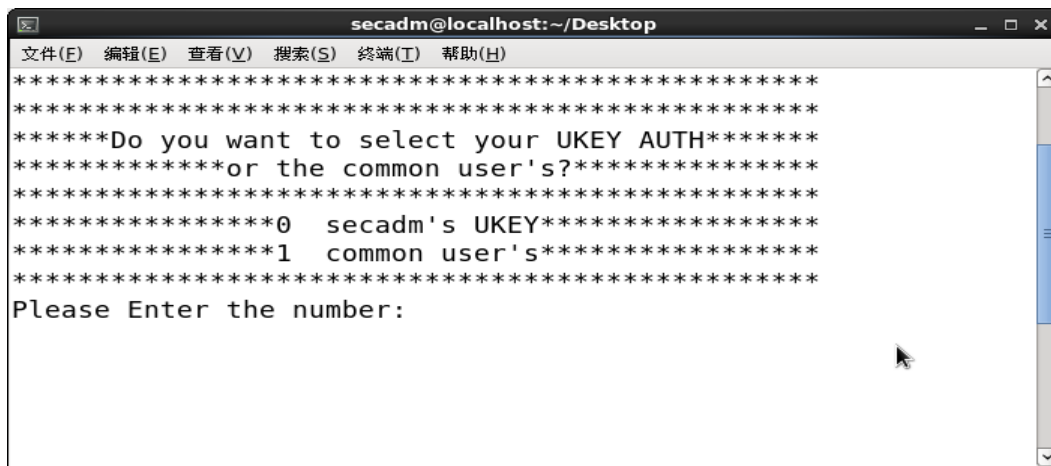 secadm@localhost:~/Desktop
文件(F) 编辑(E) 查看(V) 搜索(S) 终端(T) 帮助(H)
*************************************************
*************************************************
******Do you want to select your UKEY AUTH*******
*************or the common user's?***************
*************************************************
****************0  secadm's UKEY*****************
****************1  common user's*****************
*************************************************
Please Enter the number: